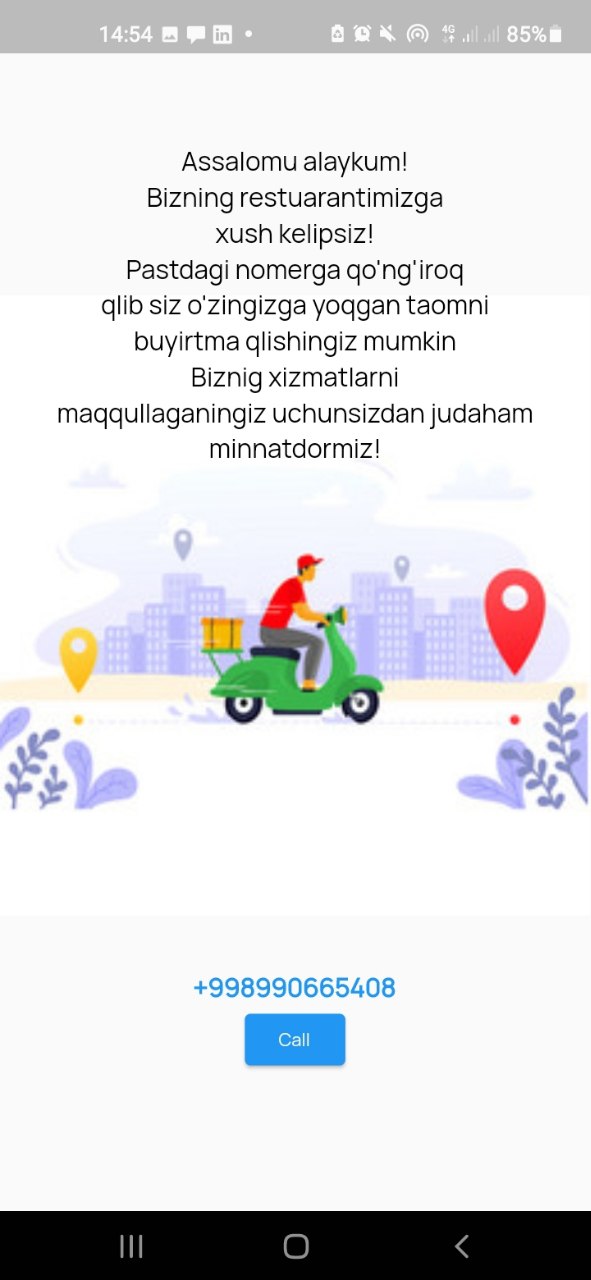 14:54
4G
85%
Assalomu alaykum!
Bizning restuarantimizga
xush kelipsiz!
Pastdagi nomerga qo'ng'iroq
qlib siz o'zingizga yoqgan taomni
buyirtma qlishingiz mumkin
Biznig xizmatlarni
maqqullaganingiz uchunsizdan judaham
minnatdormiz!
+998990665408
Call